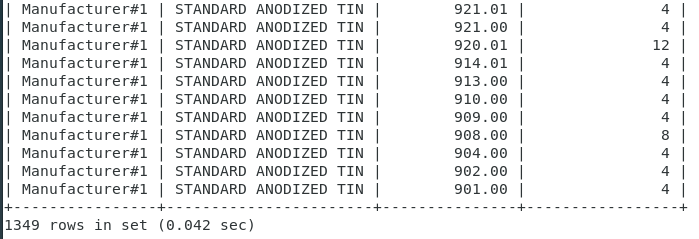 | Manufacturer#1 | STANDARD ANODIZED TIN |        921.01 |               4 |
| Manufacturer#1 | STANDARD ANODIZED TIN |        921.00 |               4 |
| Manufacturer#1 | STANDARD ANODIZED TIN |        920.01 |              12 |
| Manufacturer#1 | STANDARD ANODIZED TIN |        914.01 |               4 |
| Manufacturer#1 | STANDARD ANODIZED TIN |        913.00 |               4 |
| Manufacturer#1 | STANDARD ANODIZED TIN |        910.00 |               4 |
| Manufacturer#1 | STANDARD ANODIZED TIN |        909.00 |               4 |
| Manufacturer#1 | STANDARD ANODIZED TIN |        908.00 |               8 |
| Manufacturer#1 | STANDARD ANODIZED TIN |        904.00 |               4 |
| Manufacturer#1 | STANDARD ANODIZED TIN |        902.00 |               4 |
| Manufacturer#1 | STANDARD ANODIZED TIN |        901.00 |               4 |
+----------------+-----------------------+---------------+-----------------+
1349 rows in set (0.042 sec)